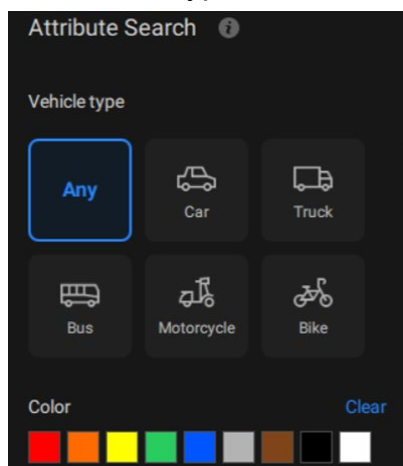 Attribute Search
Vehicle type
Any
Car
Truck
Bus
Motorcycle
Bike
Color Clear